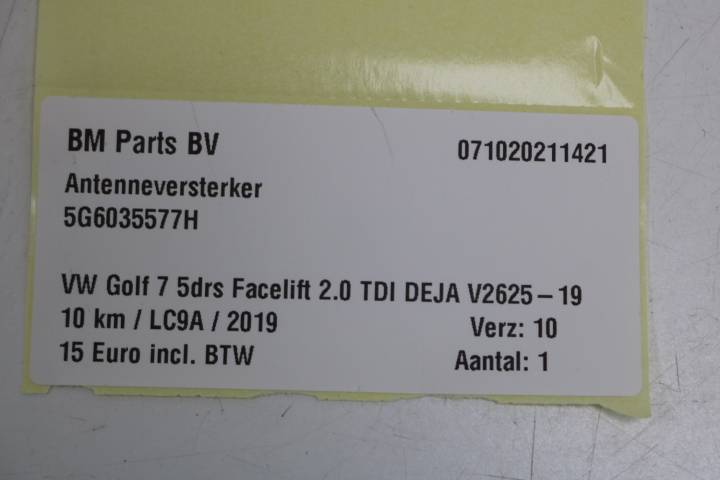 BM Parts BV 071020211421
Antenneversterker
5G6035577H
VW Golf 7 5drs Facelift 2.0 TDI DEJA V2625-19
10 km / LC9A / 2019 Verz: 10
15 Euro incl. BTW Aantal: 1